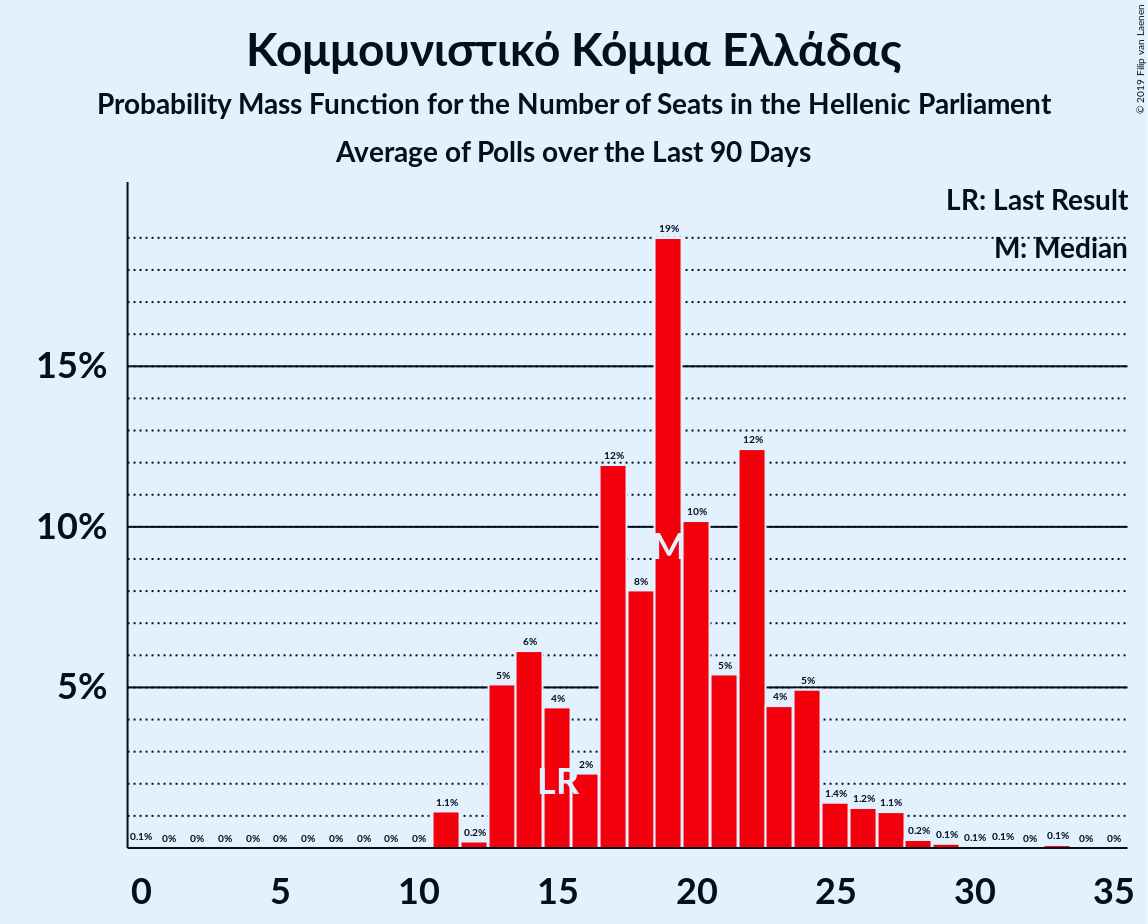 Κομμουνιστικό Κόμμα Ελλάδας
Probability Mass Function for the Number of Seats in the Hellenic Parliament
Average of Polls over the Last 90 Days
© 2019 Filip van Laenen
LR: Last Result
M: Median
15%
10%
5%
0.1% 0% 0% 0% 0% 0% 0% 0% 0% 0% 0% 1.1% 0.2% 5% 6% 4% 2% 12% 8% 19% 10% 5% 12% 4% 5% 1.4% 1.2% 1.1% 0.2% 0.1% 0.1% 0.1% 0% 0.1% 0% 0%
M
LR
0 5 10 15 20 25 30 35